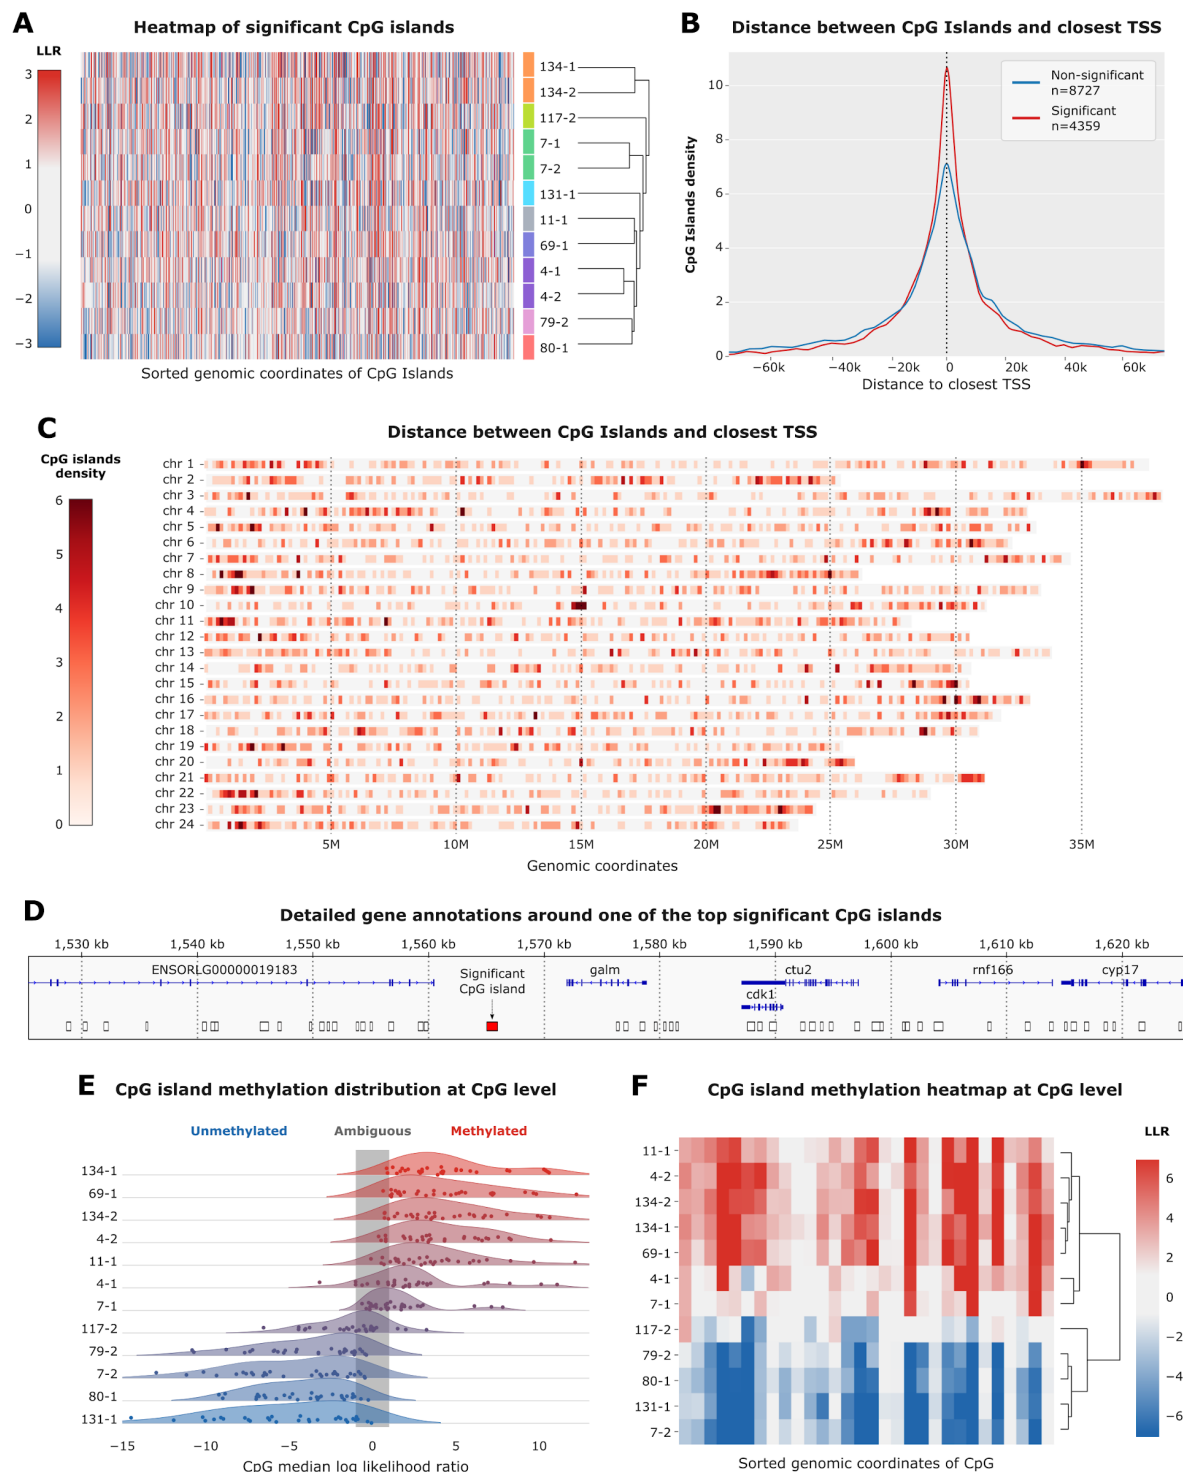 A
Heatmap of significant CpG islands
LLR
3
2
1
0
−1
−2
−3
134-1
134-2
117-2
7-1
7-2
131-1
11-1
69-1
4-1
4-2
79-2
80-1
Sorted genomic coordinates of CpG Islands
B
Distance between CpG Islands and closest TSS
CpG Islands density
10
8
6
4
2
0
Non-significant
n=8727
Significant
n=4359
−60k −40k −20k 0 20k 40k 60k
Distance to closest TSS
C
Distance between CpG Islands and closest TSS
CpG islands
density
6
5
4
3
2
1
0
chr 1
chr 2
chr 3
chr 4
chr 5
chr 6
chr 7
chr 8
chr 9
chr 10
chr 11
chr 12
chr 13
chr 14
chr 15
chr 16
chr 17
chr 18
chr 19
chr 20
chr 21
chr 22
chr 23
chr 24
5M 10M 15M 20M 25M 30M 35M
Genomic coordinates
D
Detailed gene annotations around one of the top significant CpG islands
1,530 kb 1,540 kb 1,550 kb 1,560 kb 1,570 kb 1,580 kb 1,590 kb 1,600 kb 1,610 kb 1,620 kb
ENSORLG00000019183 Significant galm ctu2 rnf166 cyp17
CpG island
cdk1
E
CpG island methylation distribution at CpG level
Unmethylated Ambiguous Methylated
134-1
69-1
134-2
4-2
11-1
4-1
7-1
117-2
79-2
7-2
80-1
131-1
−15 −10 −5 0 5 10
CpG median log likelihood ratio
F
CpG island methylation heatmap at CpG level
11-1
4-2
134-2
134-1
69-1
4-1
7-1
117-2
79-2
80-1
131-1
7-2
Sorted genomic coordinates of CpG
LLR
6
4
2
0
−2
−4
−6